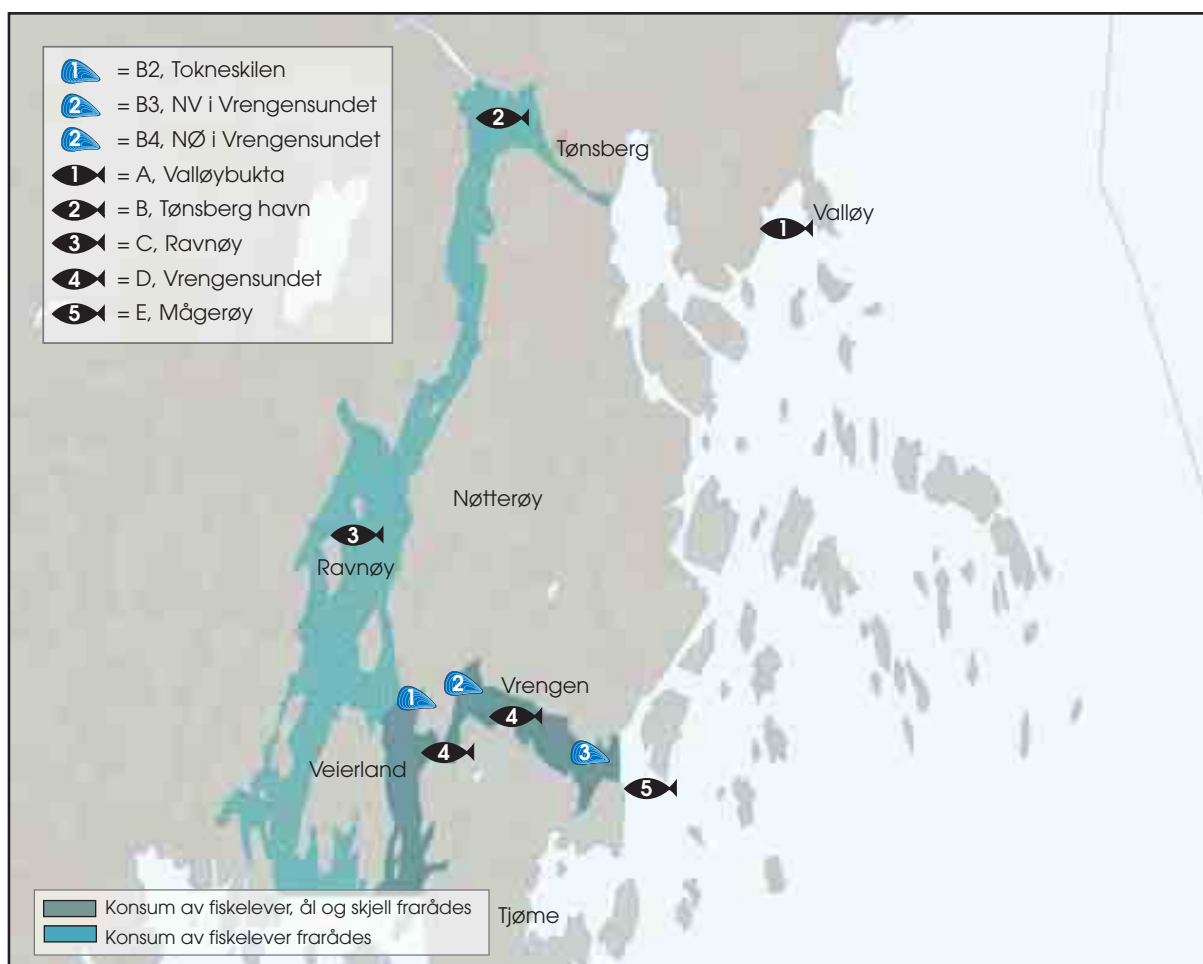 1 = B2, Tokneskilen
2 = B3, NV i Vrengensundet
2 = B4, NØ i Vrengensundet
1 = A, Valløybukta
2 = B, Tønsberg havn
3 = C, Ravnøy
4 = D, Vrengensundet
5 = E, Mågerøy
2
Tønsberg
Valløy
1
Nøtterøy
3
Ravnøy
1
2
Vrengen
4
4
3
Veierland
5
Tjøme
Konsum av fiskelever, ål og skjell frarådes
Konsum av fiskelever frarådes